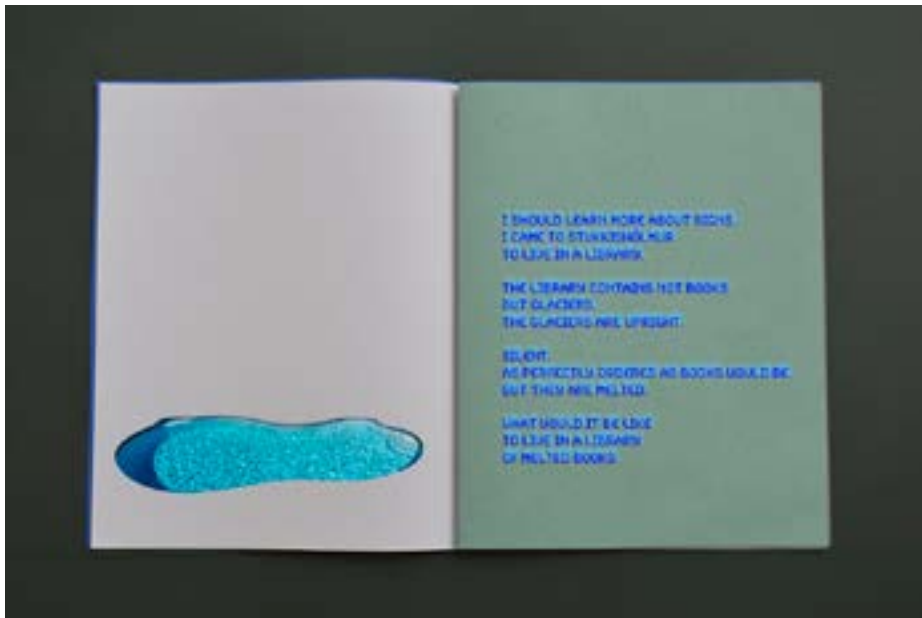 I SHOULD LEARN MORE ABOUT SIGNS.
I CAME TO STYKKISHÓLMUR
TO LIVE IN A LIBRARY.
THE LIBRARY CONTAINS NOT BOOKS
BUT GLACIERS.
THE GLACIERS ARE UPRIGHT.
SILENT.
AS PERFECTLY ORDERED AS BOOKS WOULD BE.
BUT THEY ARE MELTED.
WHAT WOULD IT BE LIKE
TO LIVE IN A LIBRARY
OF MELTED BOOKS.